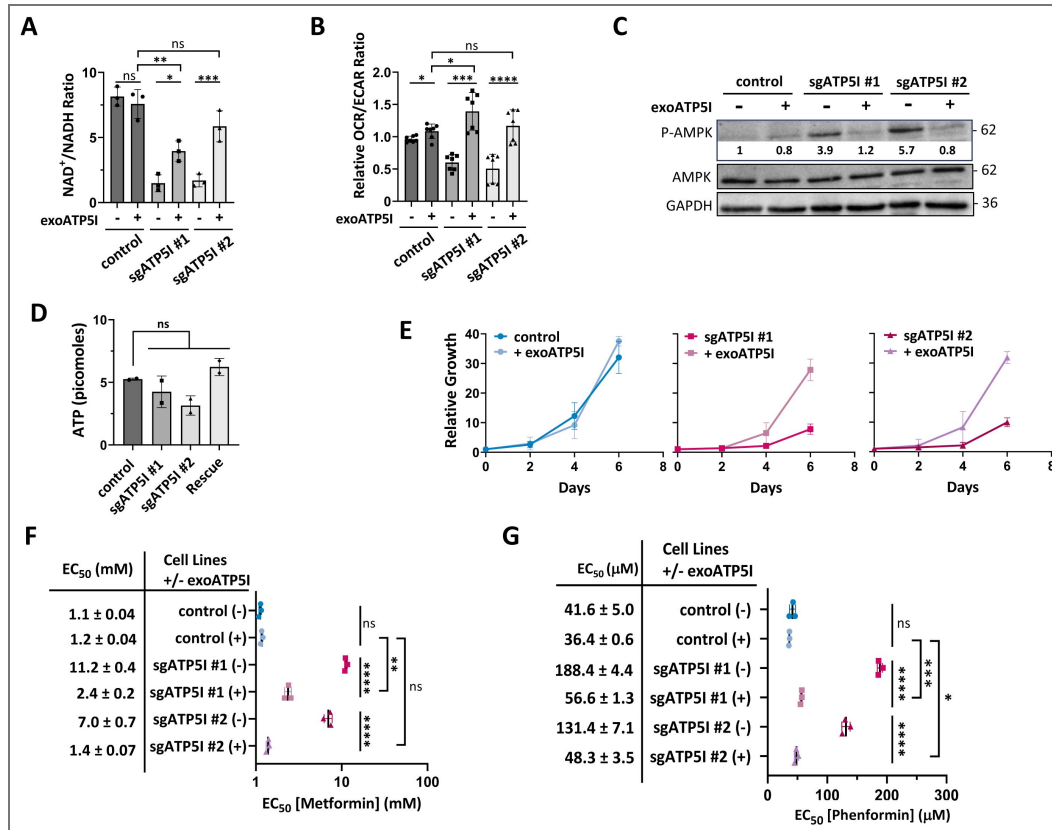 A
ns
**
ns
*
***
NAD⁺/NADH Ratio
10
5
0
exoATP5I - + - + - +
control
sgATP5I #1
sgATP5I #2
B
ns
*
*
***
****
Relative OCR/ECAR Ratio
2.0
1.5
1.0
0.5
0.0
exoATP5I - + - + - +
control
sgATP5I #1
sgATP5I #2
C
control sgATP5I #1 sgATP5I #2
exoATP5I - + - + - +
P-AMPK - 62
1 0.8 3.9 1.2 5.7 0.8
AMPK 62
GAPDH - 36
D
ns
ATP (picomoles)
10
5
0
control
sgATP5I #1
sgATP5I #2
Rescue
E
Relative Growth
40
30
20
10
0
control
+ exoATP5I
0 2 4 6 8
Days
sgATP5I #1
+ exoATP5I
0 2 4 6 8
Days
sgATP5I #2
+ exoATP5I
0 2 4 6 8
Days
F
EC₅₀ (mM) Cell Lines
+/- exoATP5I
1.1 ± 0.04 control (-)
1.2 ± 0.04 control (+)
11.2 ± 0.4 sgATP5I #1 (-)
2.4 ± 0.2 sgATP5I #1 (+)
7.0 ± 0.7 sgATP5I #2 (-)
1.4 ± 0.07 sgATP5I #2 (+)
ns
****
**
****
ns
1 10 100
EC₅₀ [Metformin] (mM)
G
EC₅₀ (µM) Cell Lines
+/- exoATP5I
41.6 ± 5.0 control (-)
36.4 ± 0.6 control (+)
188.4 ± 4.4 sgATP5I #1 (-)
56.6 ± 1.3 sgATP5I #1 (+)
131.4 ± 7.1 sgATP5I #2 (-)
48.3 ± 3.5 sgATP5I #2 (+)
ns
****
***
****
*
0 100 200 300
EC₅₀ [Phenformin] (µM)